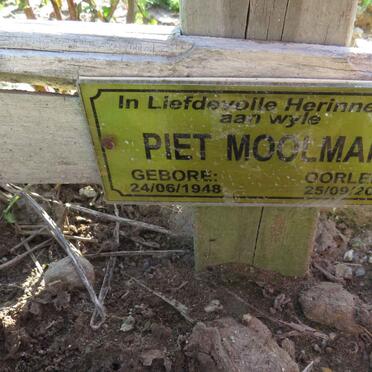 In Liefdevolle Herinne
aan wyle
PIET MOOLMA
GEBORE: OORLE
24/06/1948 25/09/20